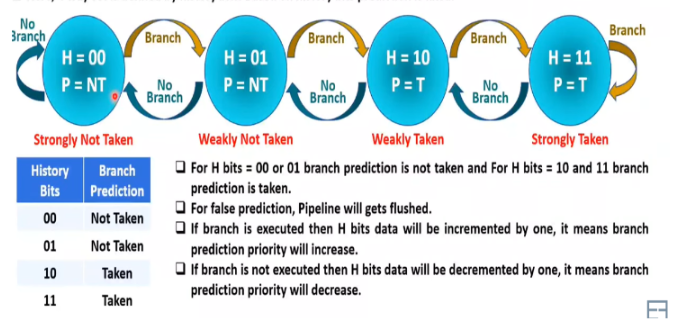 No
Branch
Branch
Branch
Branch
Branch
H = 00
P = NT
H = 01
P = NT
H = 10
P = T
H = 11
P = T
No
Branch
No
Branch
No
Branch
Strongly Not Taken
Weakly Not Taken
Weakly Taken
Strongly Taken
History
Bits
Branch
Prediction
00 Not Taken
01 Not Taken
10 Taken
11 Taken
For H bits = 00 or 01 branch prediction is not taken and For H bits = 10 and 11 branch
prediction is taken.
For false prediction, Pipeline will gets flushed.
If branch is executed then H bits data will be incremented by one, it means branch
prediction priority will increase.
If branch is not executed then H bits data will be decremented by one, it means branch
prediction priority will decrease.